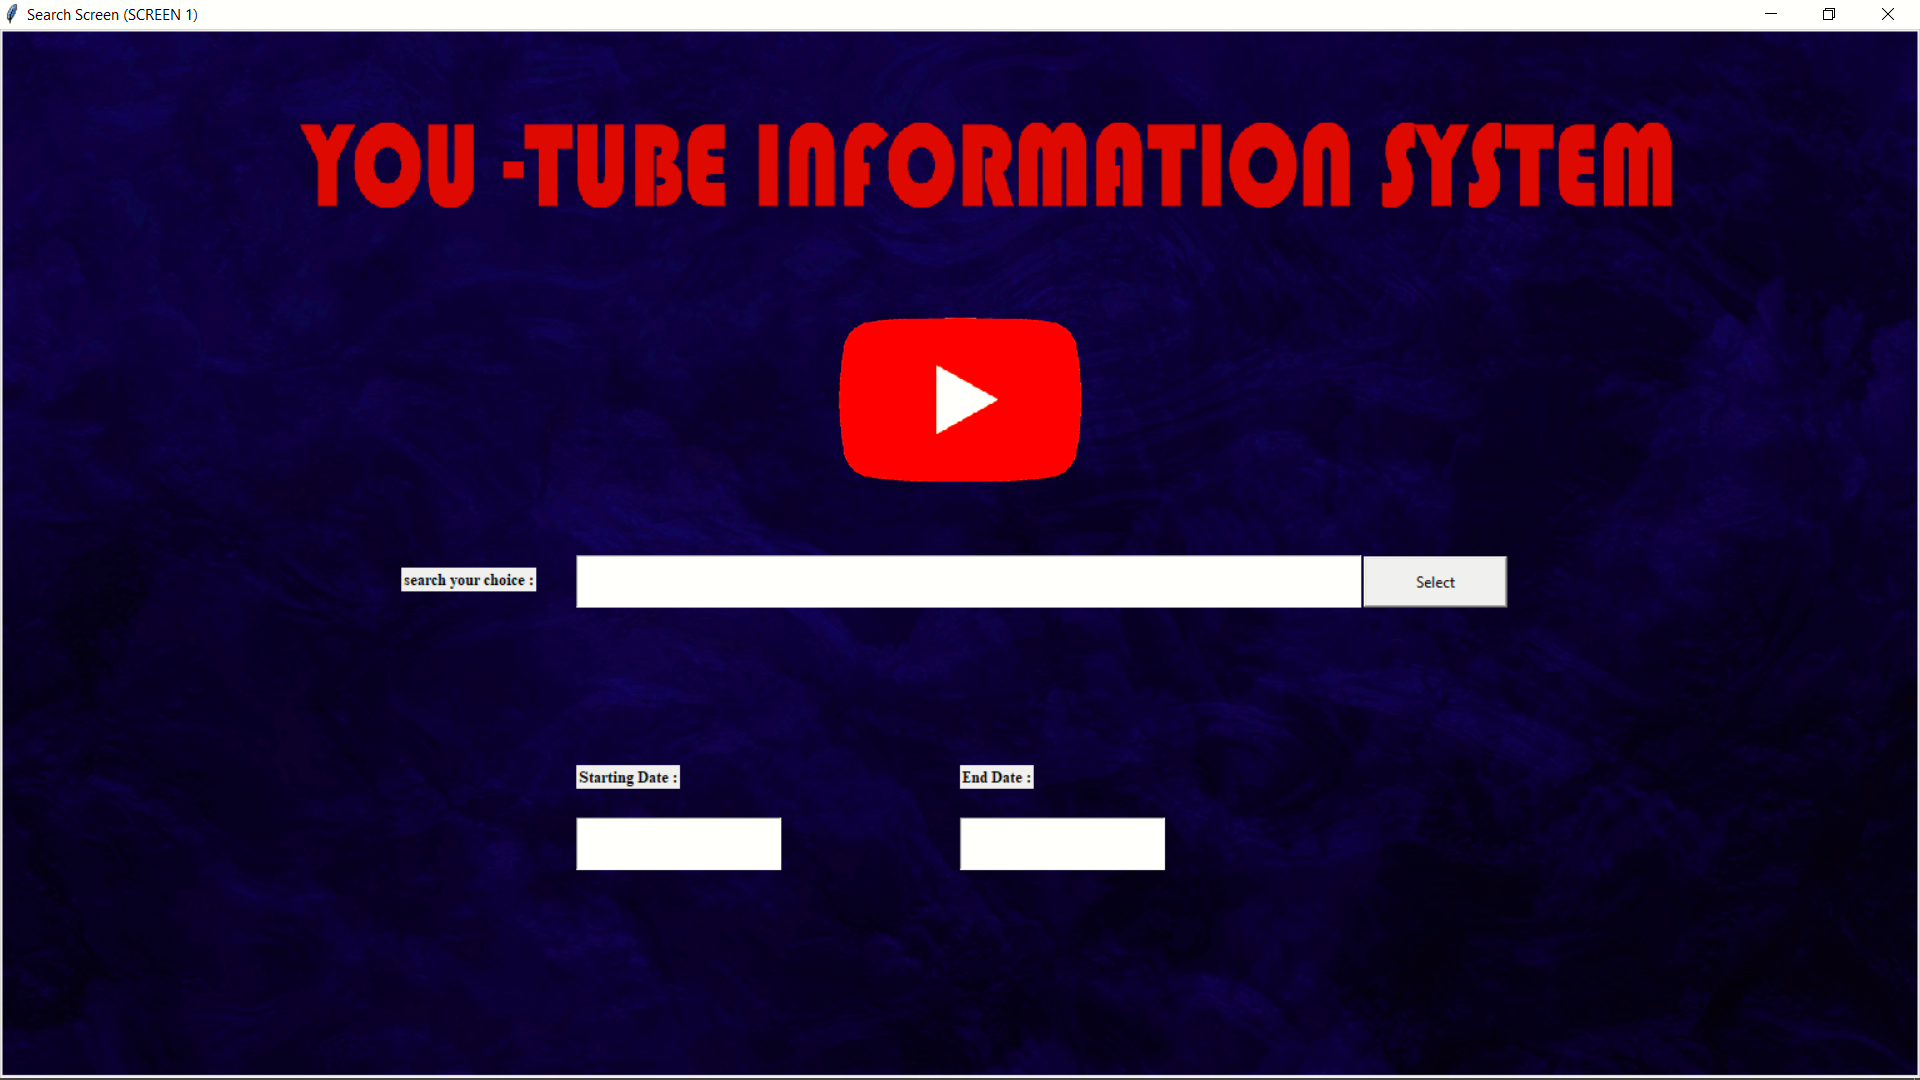 Search Screen (SCREEN 1)
YOU -TUBE INFORMATION SYSTEM
search your choice :
Select
Starting Date :
End Date :